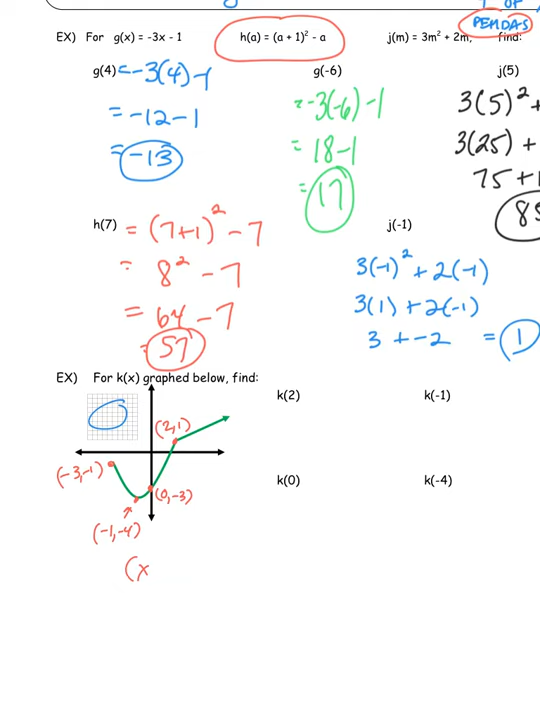 PEMDAS
EX) For g(x) = -3x - 1 h(a) = (a + 1)² - a j(m) = 3m² + 2m, find:
g(4) = -3(4) - 1
= -12 - 1
= -13
g(-6)
= -3(-6) - 1
= 18 - 1
= 17
j(5)
3(5)² +
3(25) +
75 + 1
85
h(7) = (7+1)² - 7
= 8² - 7
= 64 - 7
= 57
j(-1)
3(-1)² + 2(-1)
3(1) + 2(-1)
3 + -2 = 1
EX) For k(x) graphed below, find:
(2,1)
(-3,-1)
(0,-3)
(-1,-4)
(x
k(2) k(-1)
k(0) k(-4)